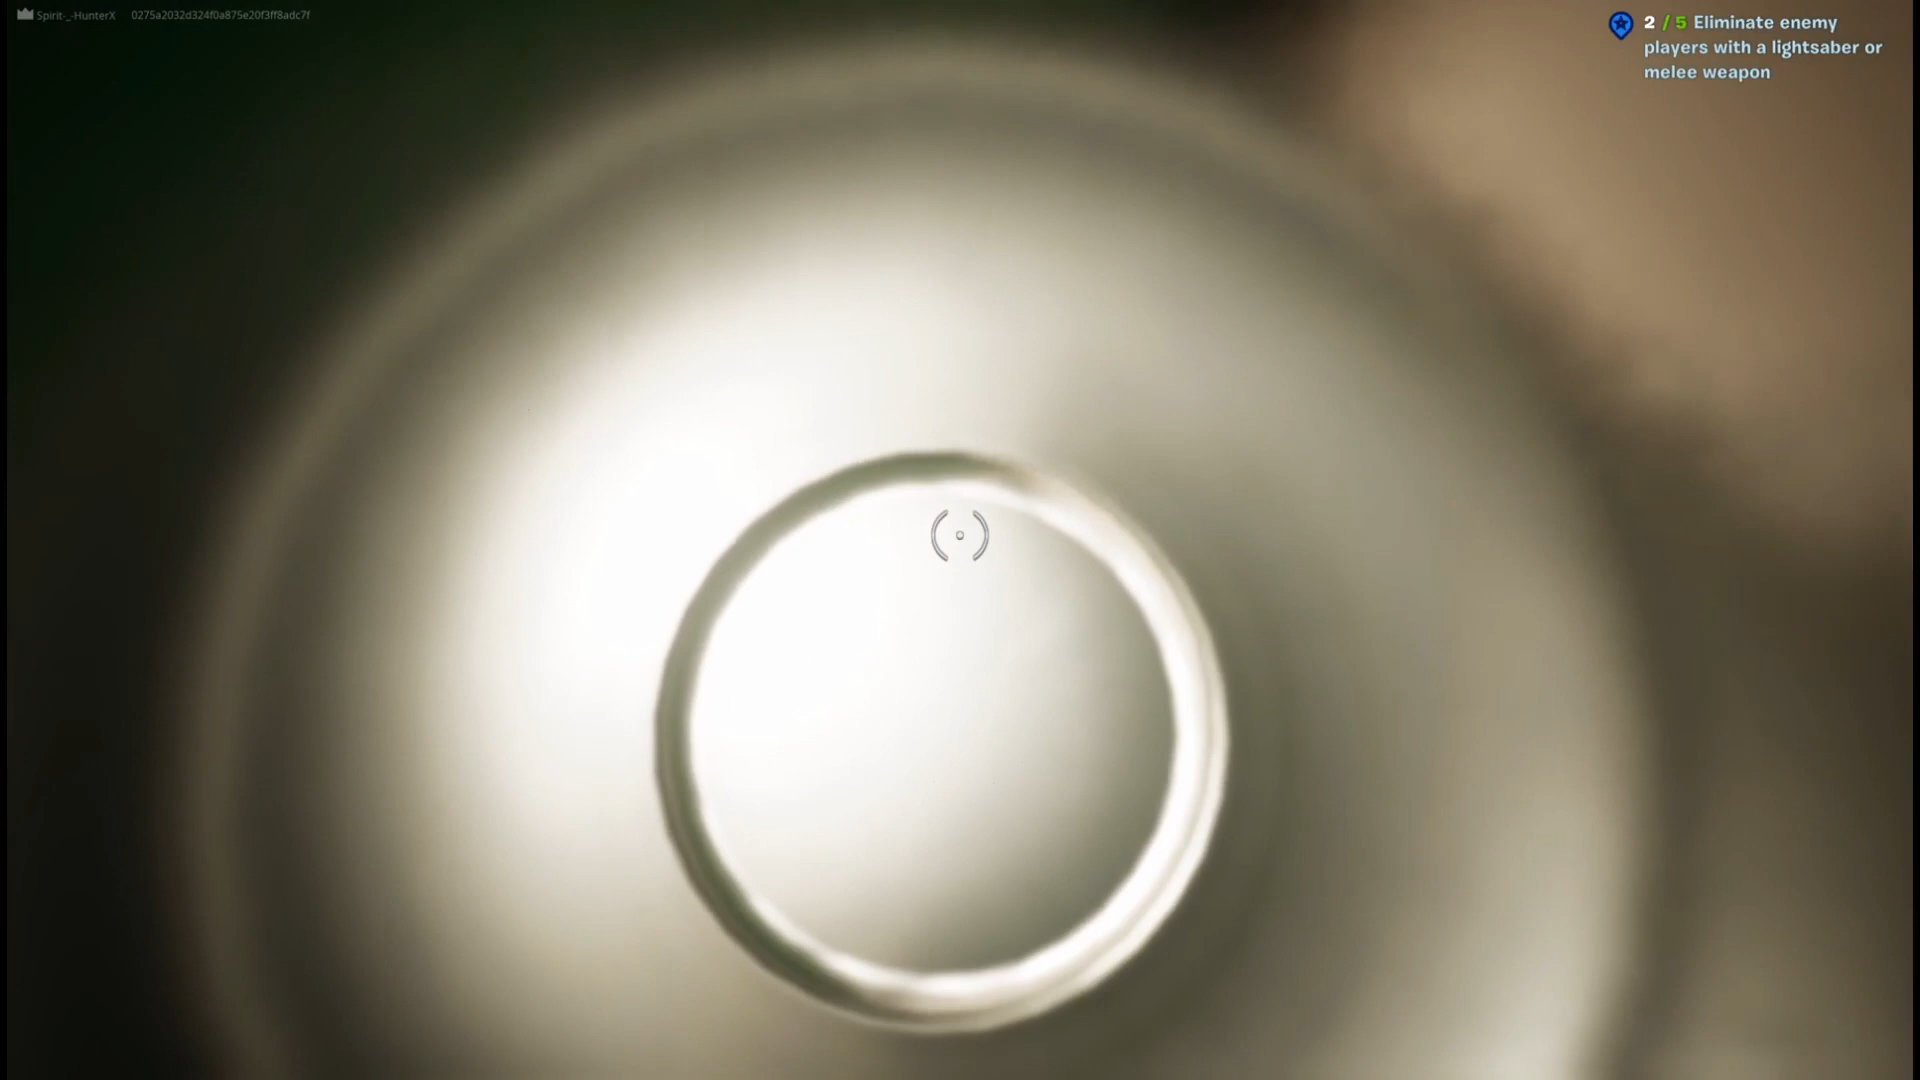 Spirit-_-HunterX 0275a2032d324f0a875e20f3ff8adc7f
2 / 5 Eliminate enemy
players with a lightsaber or
melee weapon